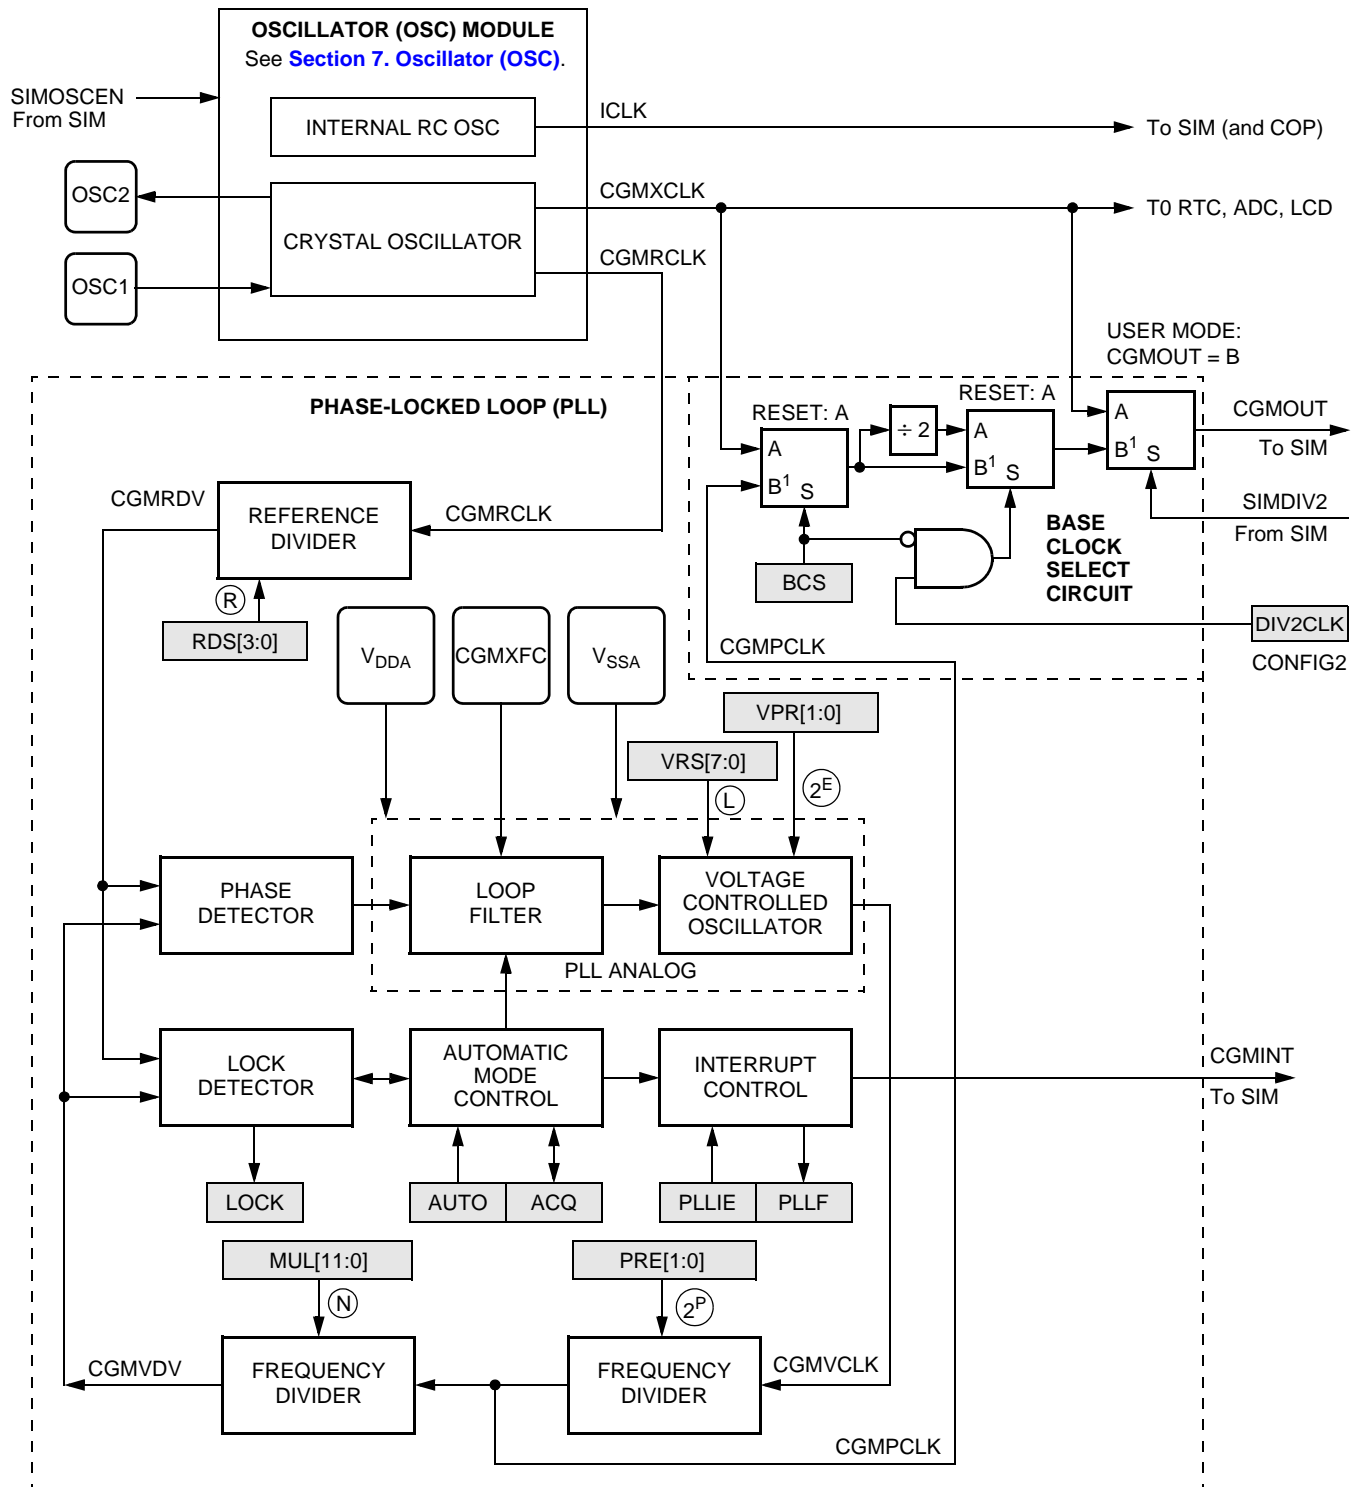 OSCILLATOR (OSC) MODULE
See Section 7. Oscillator (OSC).
SIMOSCEN
From SIM
INTERNAL RC OSC
ICLK
To SIM (and COP)
OSC2
CGMXCLK
T0 RTC, ADC, LCD
CRYSTAL OSCILLATOR
CGMRCLK
OSC1
USER MODE:
CGMOUT = B
PHASE-LOCKED LOOP (PLL)
RESET: A
RESET: A
A
B1 S
÷ 2
A
B1 S
A
B1 S
CGMOUT
To SIM
SIMDIV2
From SIM
CGMRDV
REFERENCE
DIVIDER
CGMRCLK
BASE
CLOCK
SELECT
CIRCUIT
BCS
R
RDS[3:0]
DIV2CLK
CONFIG2
VDDA
CGMXFC
VSSA
CGMPCLK
VPR[1:0]
VRS[7:0]
L
2E
PHASE
DETECTOR
LOOP
FILTER
VOLTAGE
CONTROLLED
OSCILLATOR
PLL ANALOG
LOCK
DETECTOR
AUTOMATIC
MODE
CONTROL
INTERRUPT
CONTROL
CGMINT
To SIM
LOCK
AUTO
ACQ
PLLIE
PLLF
MUL[11:0]
PRE[1:0]
N
2P
CGMVDV
FREQUENCY
DIVIDER
FREQUENCY
DIVIDER
CGMVCLK
CGMPCLK